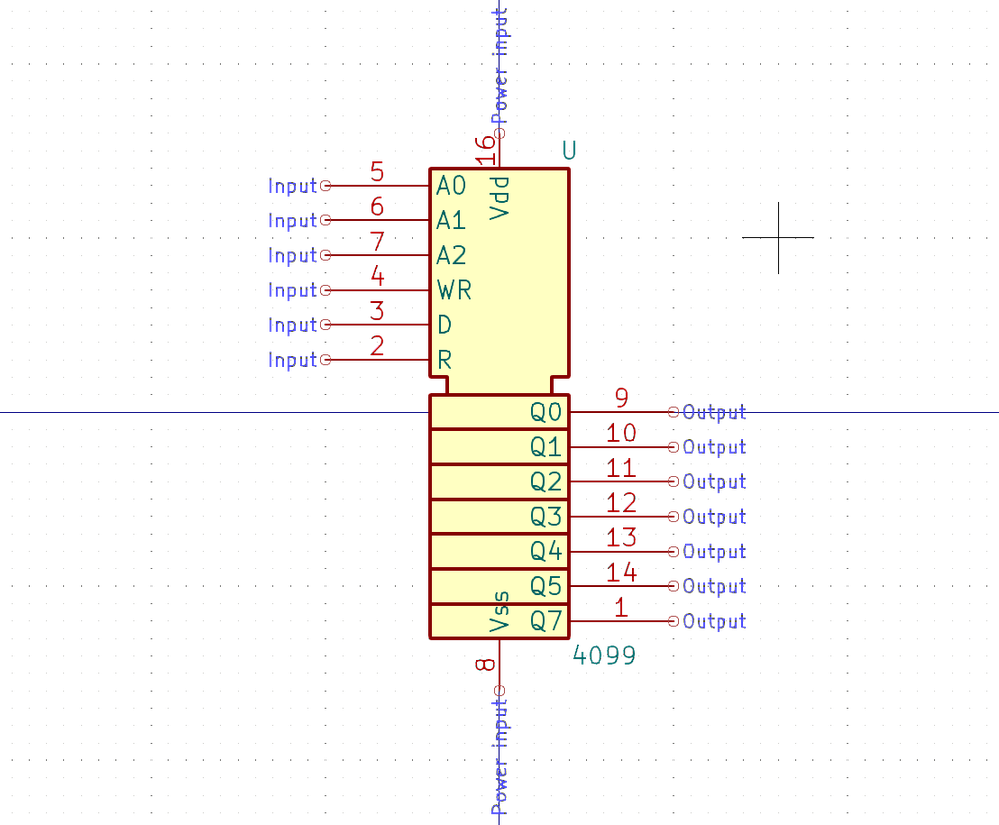 Power input
16
U
Vdd
Input 5 A0
Input 6 A1
Input 7 A2
Input 4 WR
Input 3 D
Input 2 R
Q0 9 Output
Q1 10 Output
Q2 11 Output
Q3 12 Output
Q4 13 Output
Q5 14 Output
Vss
Q7 1 Output
8
4099
Power input